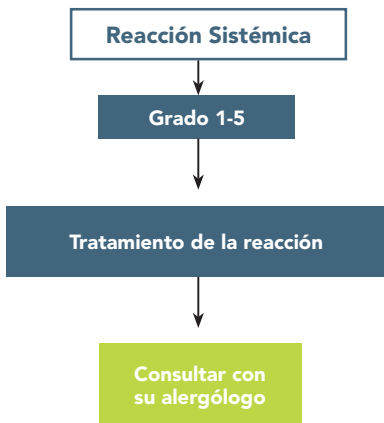 Reacción Sistémica
Grado 1-5
Tratamiento de la reacción
Consultar con
su alergólogo